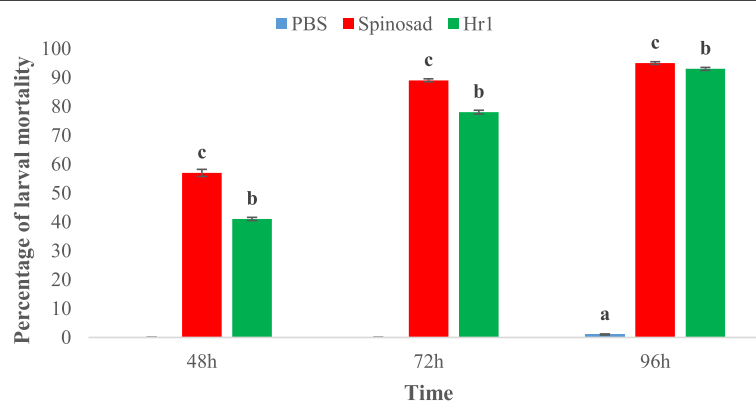 PBS Spinosad Hr1
Percentage of larval mortality
100
90
80
70
60
50
40
30
20
10
0
c
b
c
b
a
c
b
48h 72h 96h
Time